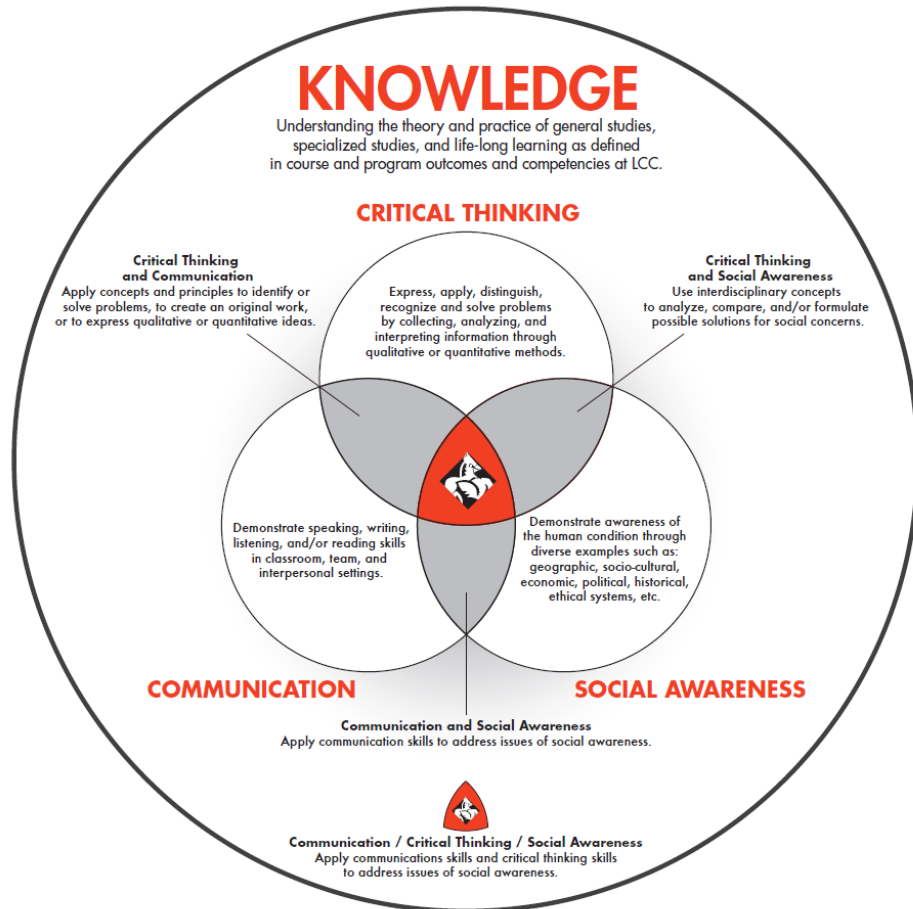 KNOWLEDGE
Understanding the theory and practice of general studies,
specialized studies, and life-long learning as defined
in course and program outcomes and competencies at LCC.
CRITICAL THINKING
Critical Thinking
and Communication
Apply concepts and principles to identify or
solve problems, to create an original work,
or to express qualitative or quantitative ideas.
Express, apply, distinguish,
recognize and solve problems
by collecting, analyzing, and
interpreting information through
qualitative or quantitative methods.
Critical Thinking
and Social Awareness
Use interdisciplinary concepts
to analyze, compare, and/or formulate
possible solutions for social concerns.
Demonstrate speaking, writing,
listening, and/or reading skills
in classroom, team, and
interpersonal settings.
Demonstrate awareness of
the human condition through
diverse examples such as:
geographic, socio-cultural,
economic, political, historical,
ethical systems, etc.
COMMUNICATION
SOCIAL AWARENESS
Communication and Social Awareness
Apply communication skills to address issues of social awareness.
Communication / Critical Thinking / Social Awareness
Apply communications skills and critical thinking skills
to address issues of social awareness.